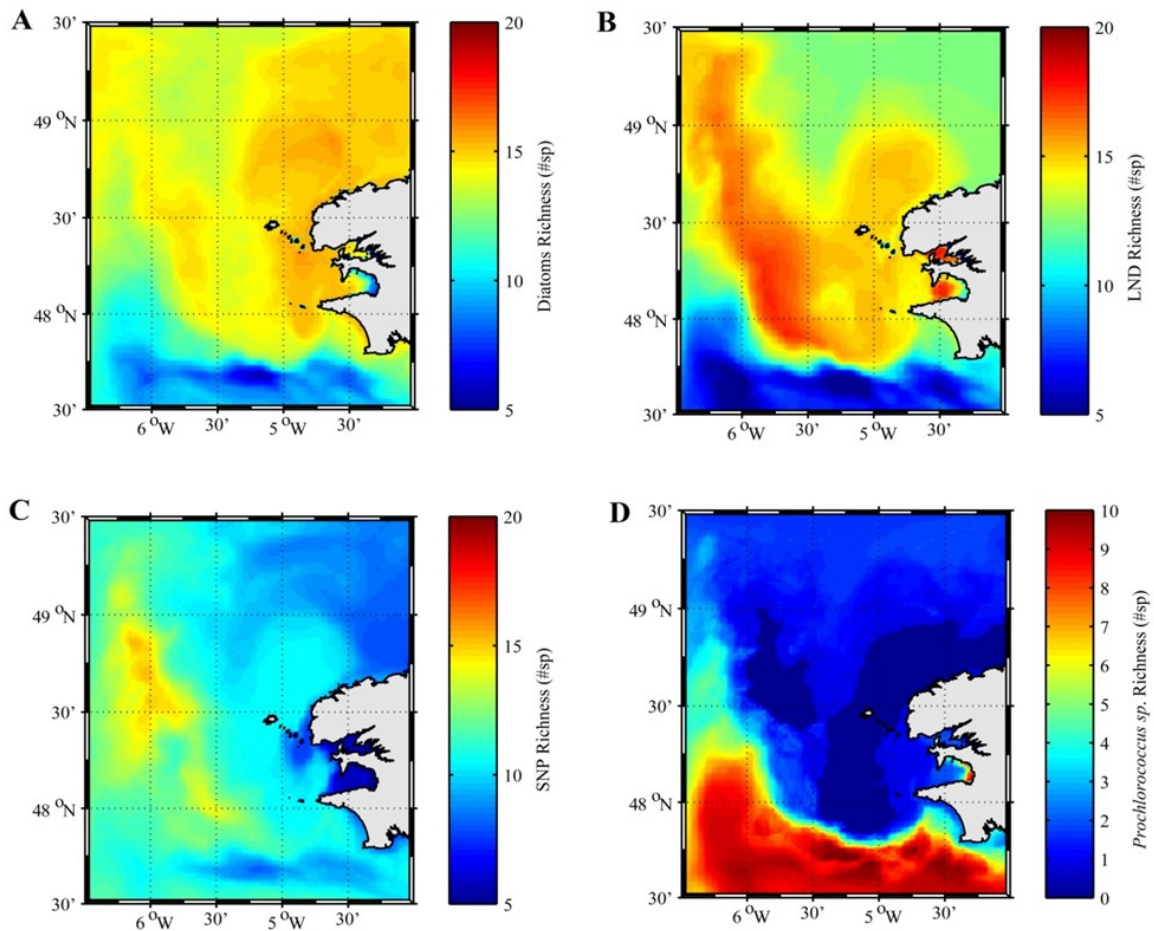 A
30'
49 °N
30'
48 °N
30'
6 °W
30'
5 °W
30'
20
15
10
5
Diatoms Richness (#sp)
B
30'
49 °N
30'
48 °N
30'
6 °W
30'
5 °W
30'
20
15
10
5
LND Richness (#sp)
C
30'
49 °N
30'
48 °N
30'
6 °W
30'
5 °W
30'
20
15
10
5
SNP Richness (#sp)
D
30'
49 °N
30'
48 °N
30'
6 °W
30'
5 °W
30'
10
9
8
7
6
5
4
3
2
1
0
Prochlorococcus sp. Richness (#sp)